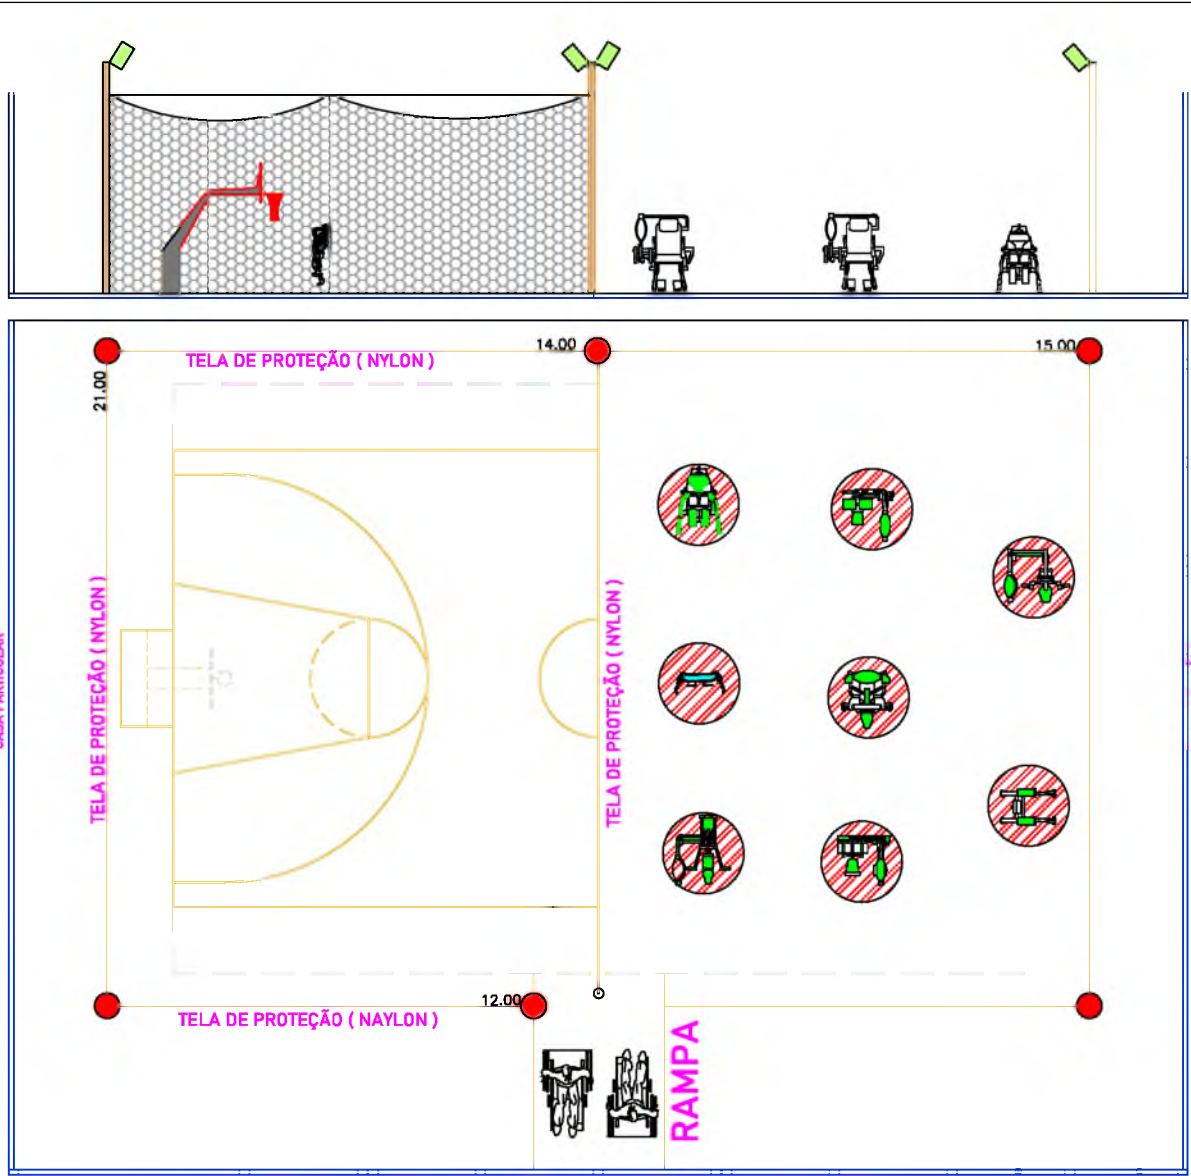 TELA DE PROTEÇÃO ( NYLON )
14.00
15.00
21.00
TELA DE PROTEÇÃO ( NYLON )
TELA DE PROTEÇÃO ( NYLON )
12.00
TELA DE PROTEÇÃO ( NAYLON )
RAMPA